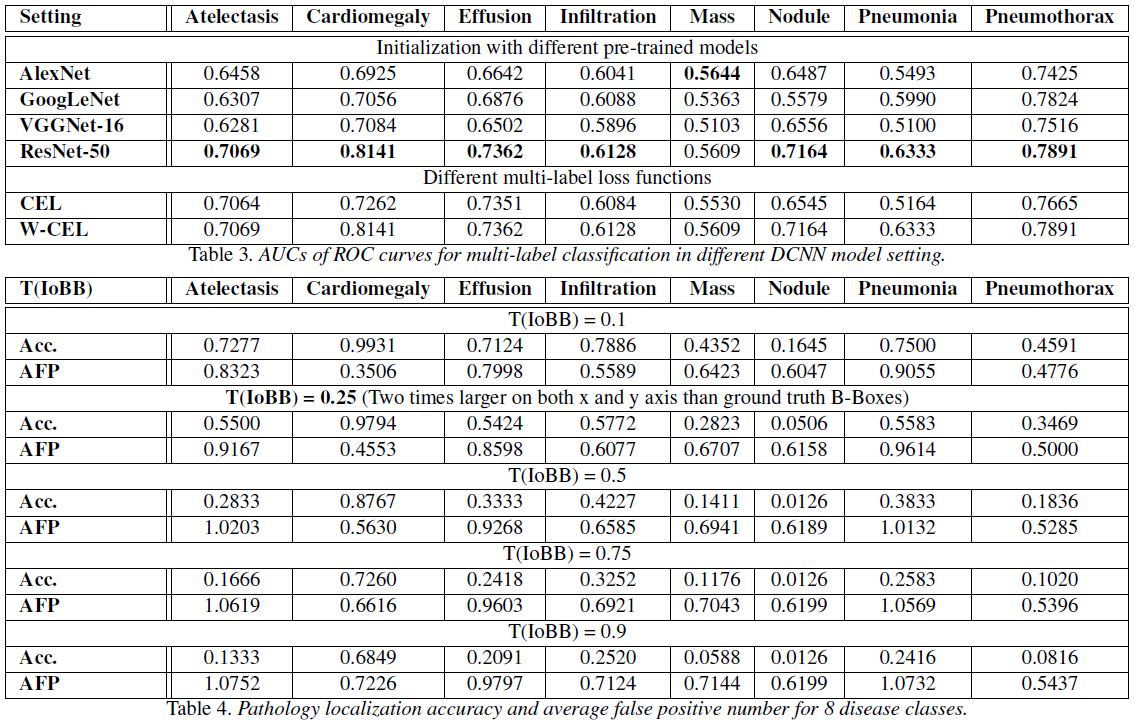 Setting Atelectasis Cardiomegaly Effusion Infiltration Mass Nodule Pneumonia Pneumothorax
Initialization with different pre-trained models
AlexNet 0.6458 0.6925 0.6642 0.6041 0.5644 0.6487 0.5493 0.7425
GoogLeNet 0.6307 0.7056 0.6876 0.6088 0.5363 0.5579 0.5990 0.7824
VGGNet-16 0.6281 0.7084 0.6502 0.5896 0.5103 0.6556 0.5100 0.7516
ResNet-50 0.7069 0.8141 0.7362 0.6128 0.5609 0.7164 0.6333 0.7891
Different multi-label loss functions
CEL 0.7064 0.7262 0.7351 0.6084 0.5530 0.6545 0.5164 0.7665
W-CEL 0.7069 0.8141 0.7362 0.6128 0.5609 0.7164 0.6333 0.7891
Table 3. AUCs of ROC curves for multi-label classification in different DCNN model setting.
T(IoBB) Atelectasis Cardiomegaly Effusion Infiltration Mass Nodule Pneumonia Pneumothorax
T(IoBB) = 0.1
Acc. 0.7277 0.9931 0.7124 0.7886 0.4352 0.1645 0.7500 0.4591
AFP 0.8323 0.3506 0.7998 0.5589 0.6423 0.6047 0.9055 0.4776
T(IoBB) = 0.25 (Two times larger on both x and y axis than ground truth B-Boxes)
Acc. 0.5500 0.9794 0.5424 0.5772 0.2823 0.0506 0.5583 0.3469
AFP 0.9167 0.4553 0.8598 0.6077 0.6707 0.6158 0.9614 0.5000
T(IoBB) = 0.5
Acc. 0.2833 0.8767 0.3333 0.4227 0.1411 0.0126 0.3833 0.1836
AFP 1.0203 0.5630 0.9268 0.6585 0.6941 0.6189 1.0132 0.5285
T(IoBB) = 0.75
Acc. 0.1666 0.7260 0.2418 0.3252 0.1176 0.0126 0.2583 0.1020
AFP 1.0619 0.6616 0.9603 0.6921 0.7043 0.6199 1.0569 0.5396
T(IoBB) = 0.9
Acc. 0.1333 0.6849 0.2091 0.2520 0.0588 0.0126 0.2416 0.0816
AFP 1.0752 0.7226 0.9797 0.7124 0.7144 0.6199 1.0732 0.5437
Table 4. Pathology localization accuracy and average false positive number for 8 disease classes.